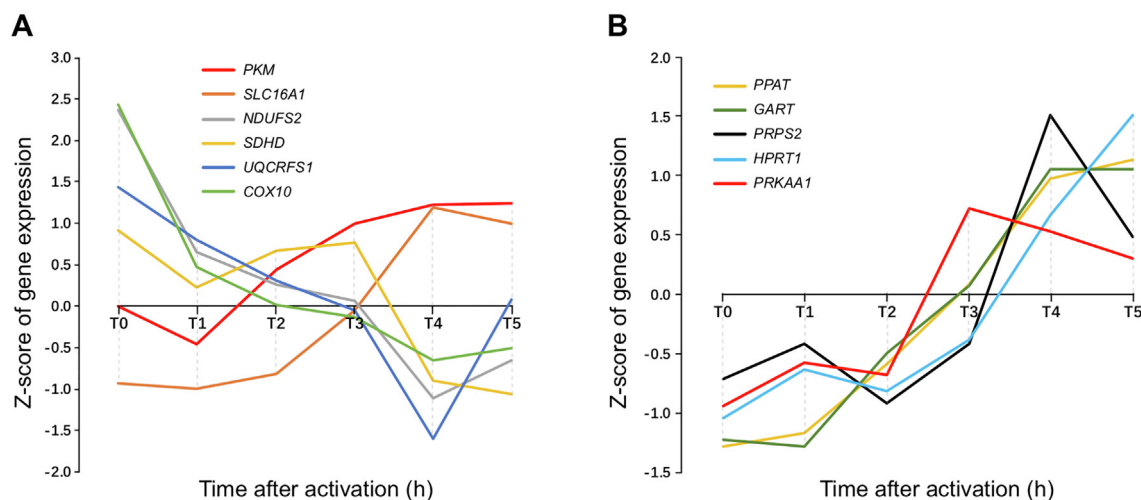 A
Z-score of gene expression
3.0
2.5
2.0
1.5
1.0
0.5
0.0
-0.5
-1.0
-1.5
-2.0
PKM
SLC16A1
NDUFS2
SDHD
UQCRFS1
COX10
T0 T1 T2 T3 T4 T5
Time after activation (h)
B
Z-score of gene expression
2.0
1.5
1.0
0.5
0.0
-0.5
-1.0
-1.5
PPAT
GART
PRPS2
HPRT1
PRKAA1
T0 T1 T2 T3 T4 T5
Time after activation (h)